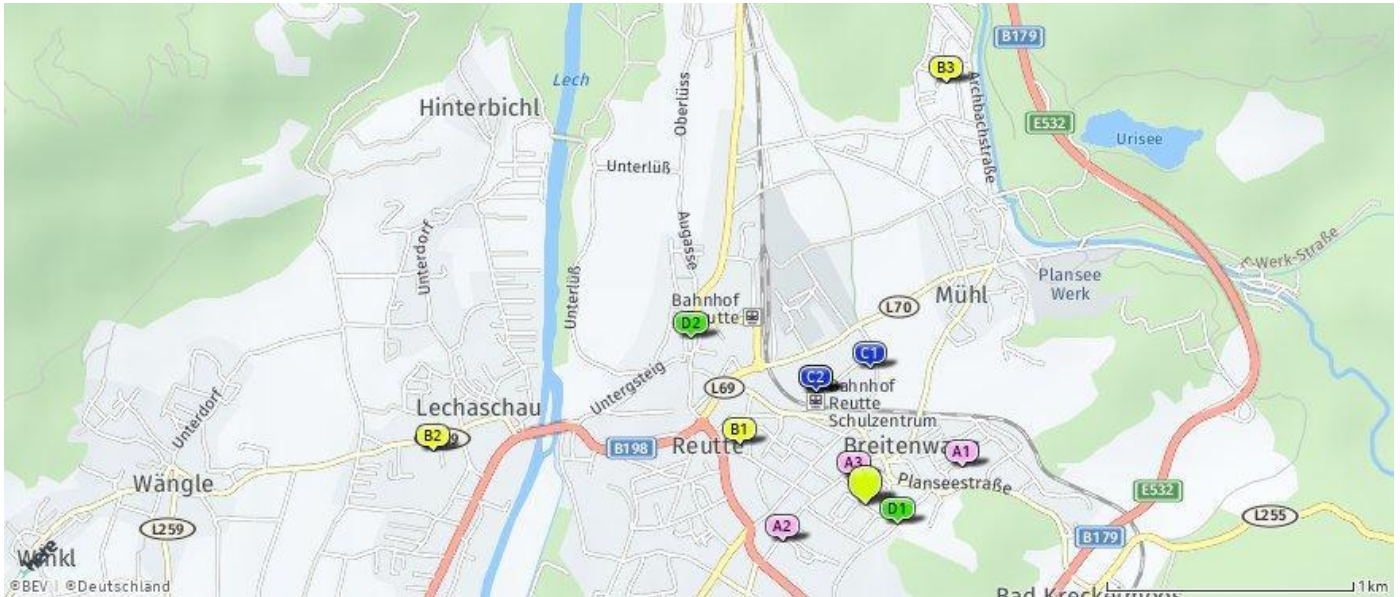 B179
B3
Lech
Hinterbichl
Oberlüss
Archbachstraße
E532
Urisee
Unterlüß
Augasse
Unterdorf
Unterlüß
E-Werk-Straße
Plansee
Werk
Mühl
Bahnhof
D2
L70
C1
C2
Bahnhof
Reutte
Schulzentrum
Untergsteig
L69
Unterdorf
Lechaschau
B2
B198
Reutte
B1
A1
A3
Planseestraße
Wängle
E532
D1
L259
A2
L255
B179
©BEV | ©Deutschland
1km